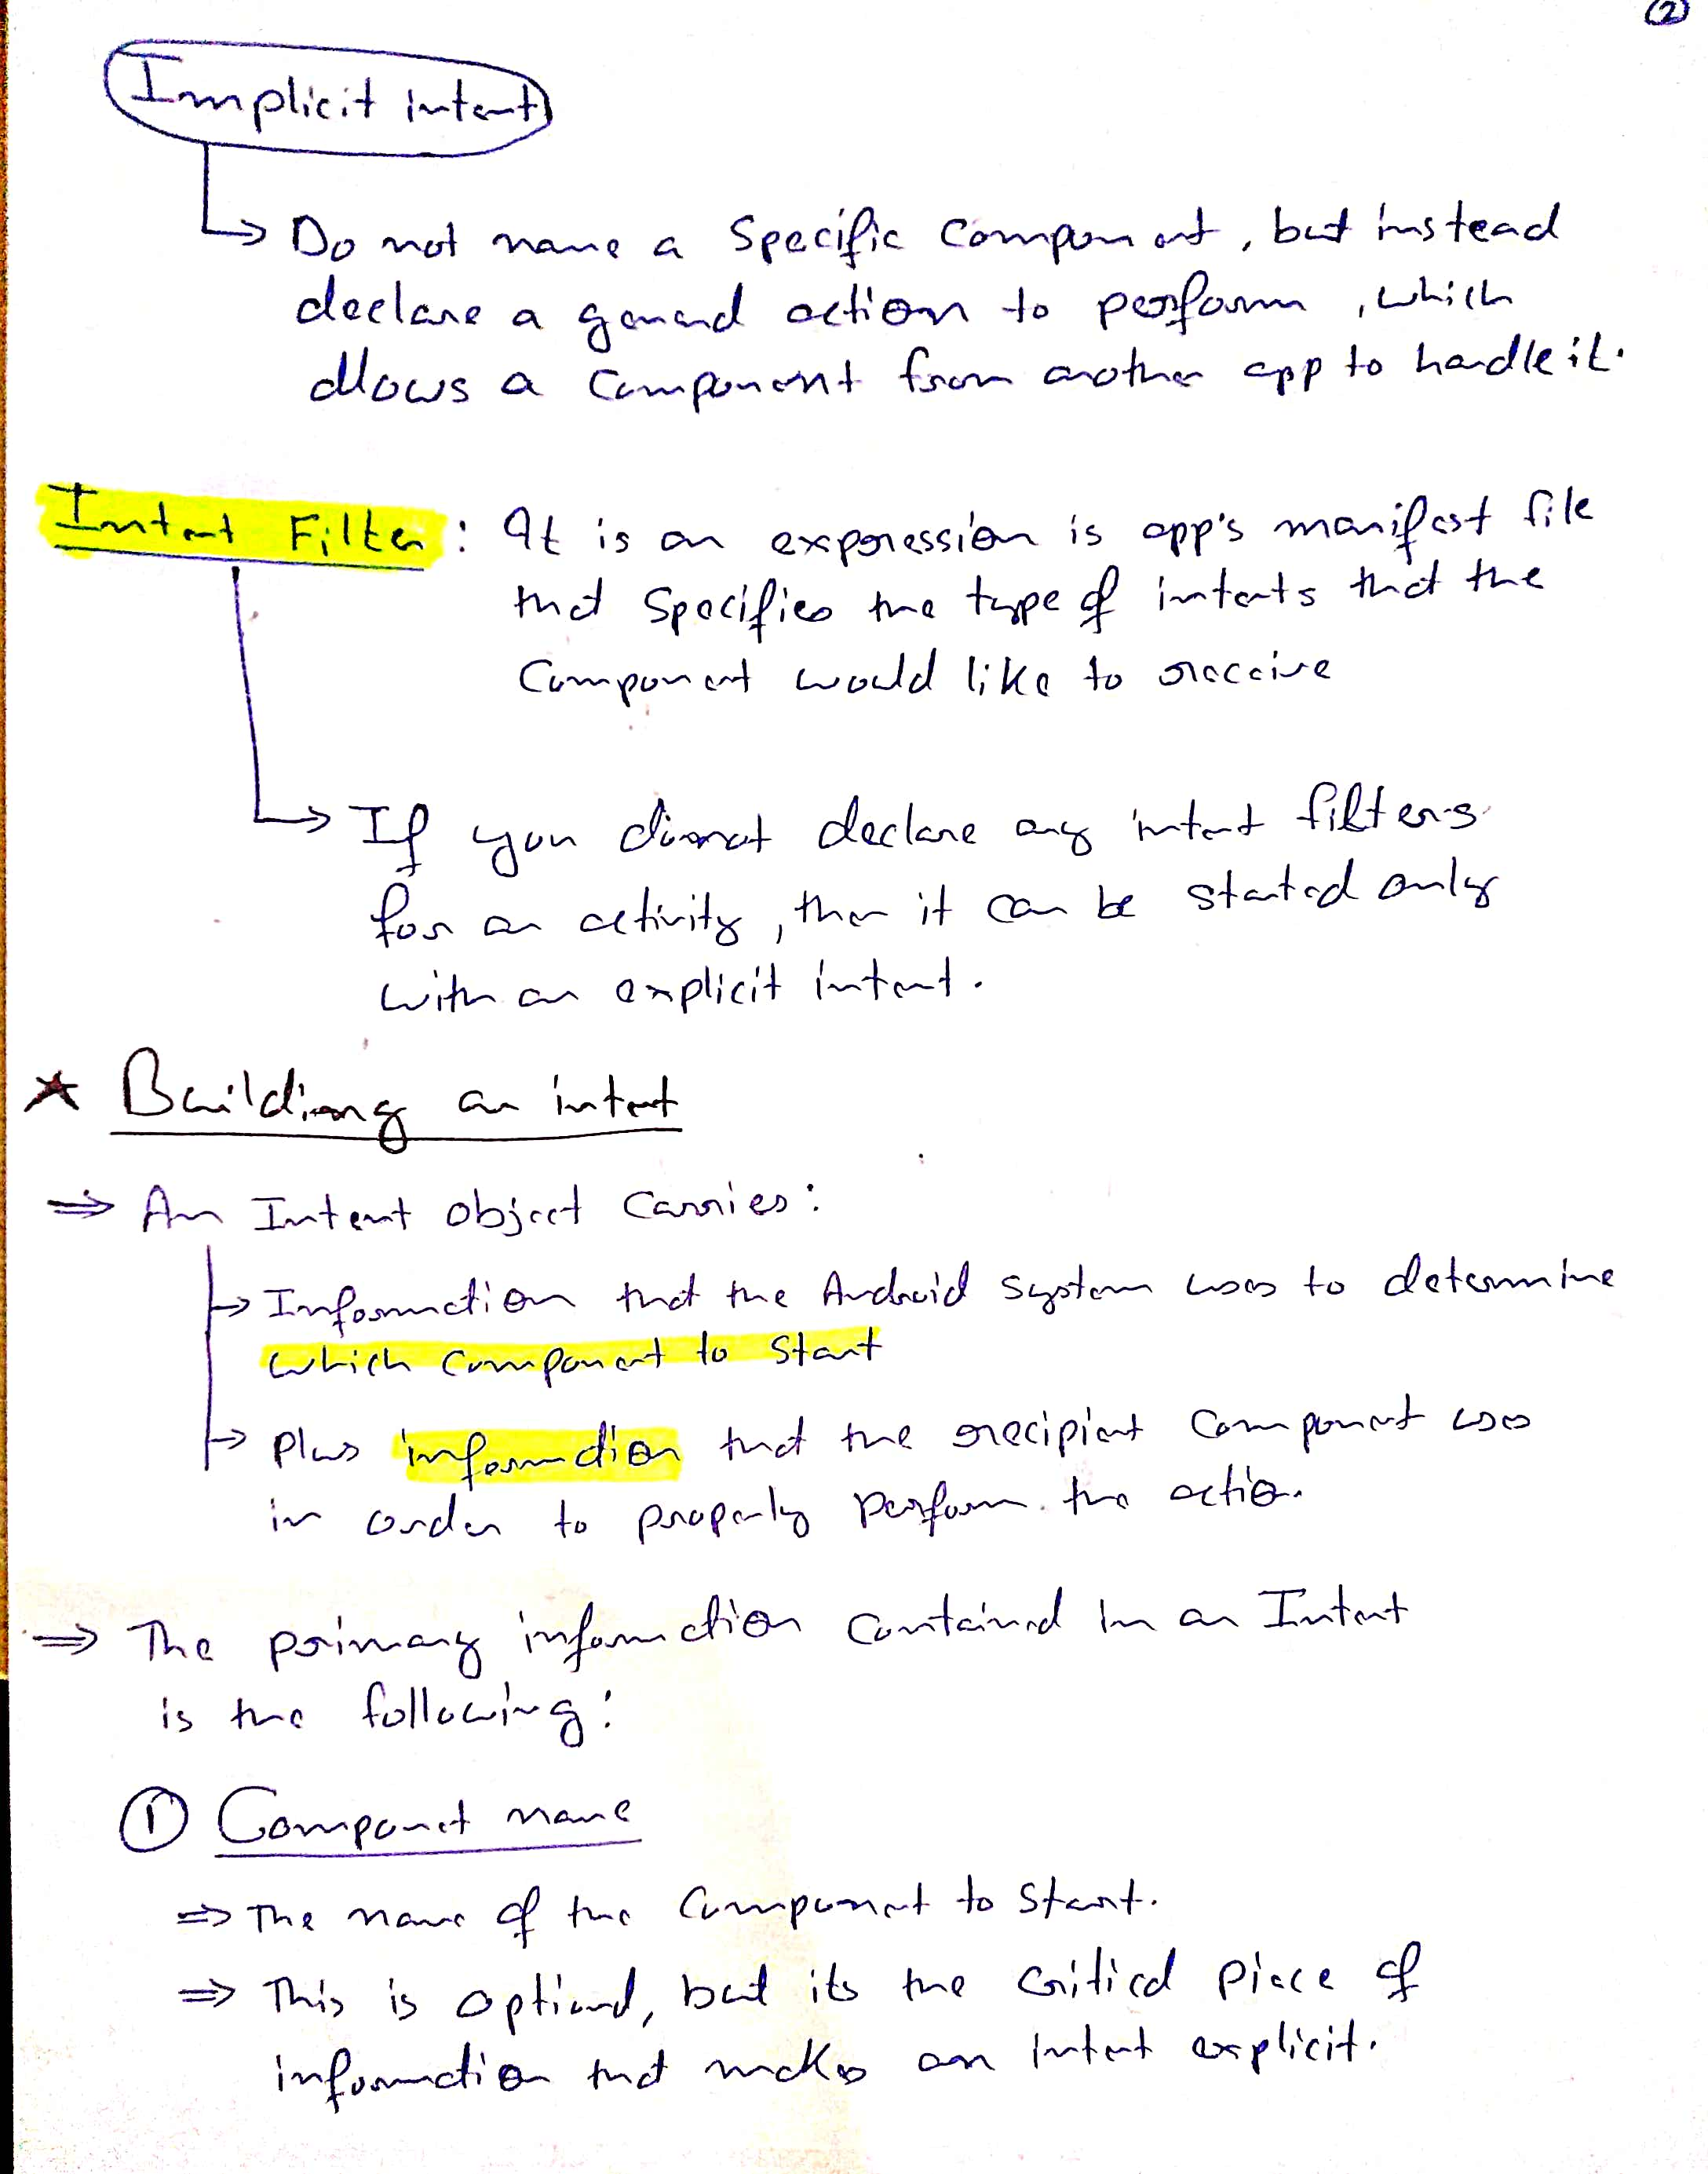 2
Implicit intent
↳ Do not name a specific component, but instead
declare a general action to perform, which
allows a component from another app to handle it.
Intent Filter : It is an expression is app's manifest file
that specifies the type of intents that the
component would like to receive
↳ If you donot declare any intent filters
for an activity, then it can be started only
with an explicit intent.
* Building an intent
⇒ An Intent object carries:
→ Information that the Android system uses to determine
which component to start
→ Plus information that the recipient component uses
in order to properly perform the action.
⇒ The primary information contained in an Intent
is the following:
① Component name
⇒ The name of the component to start.
⇒ This is optional, but its the critical piece of
information that makes an intent explicit.